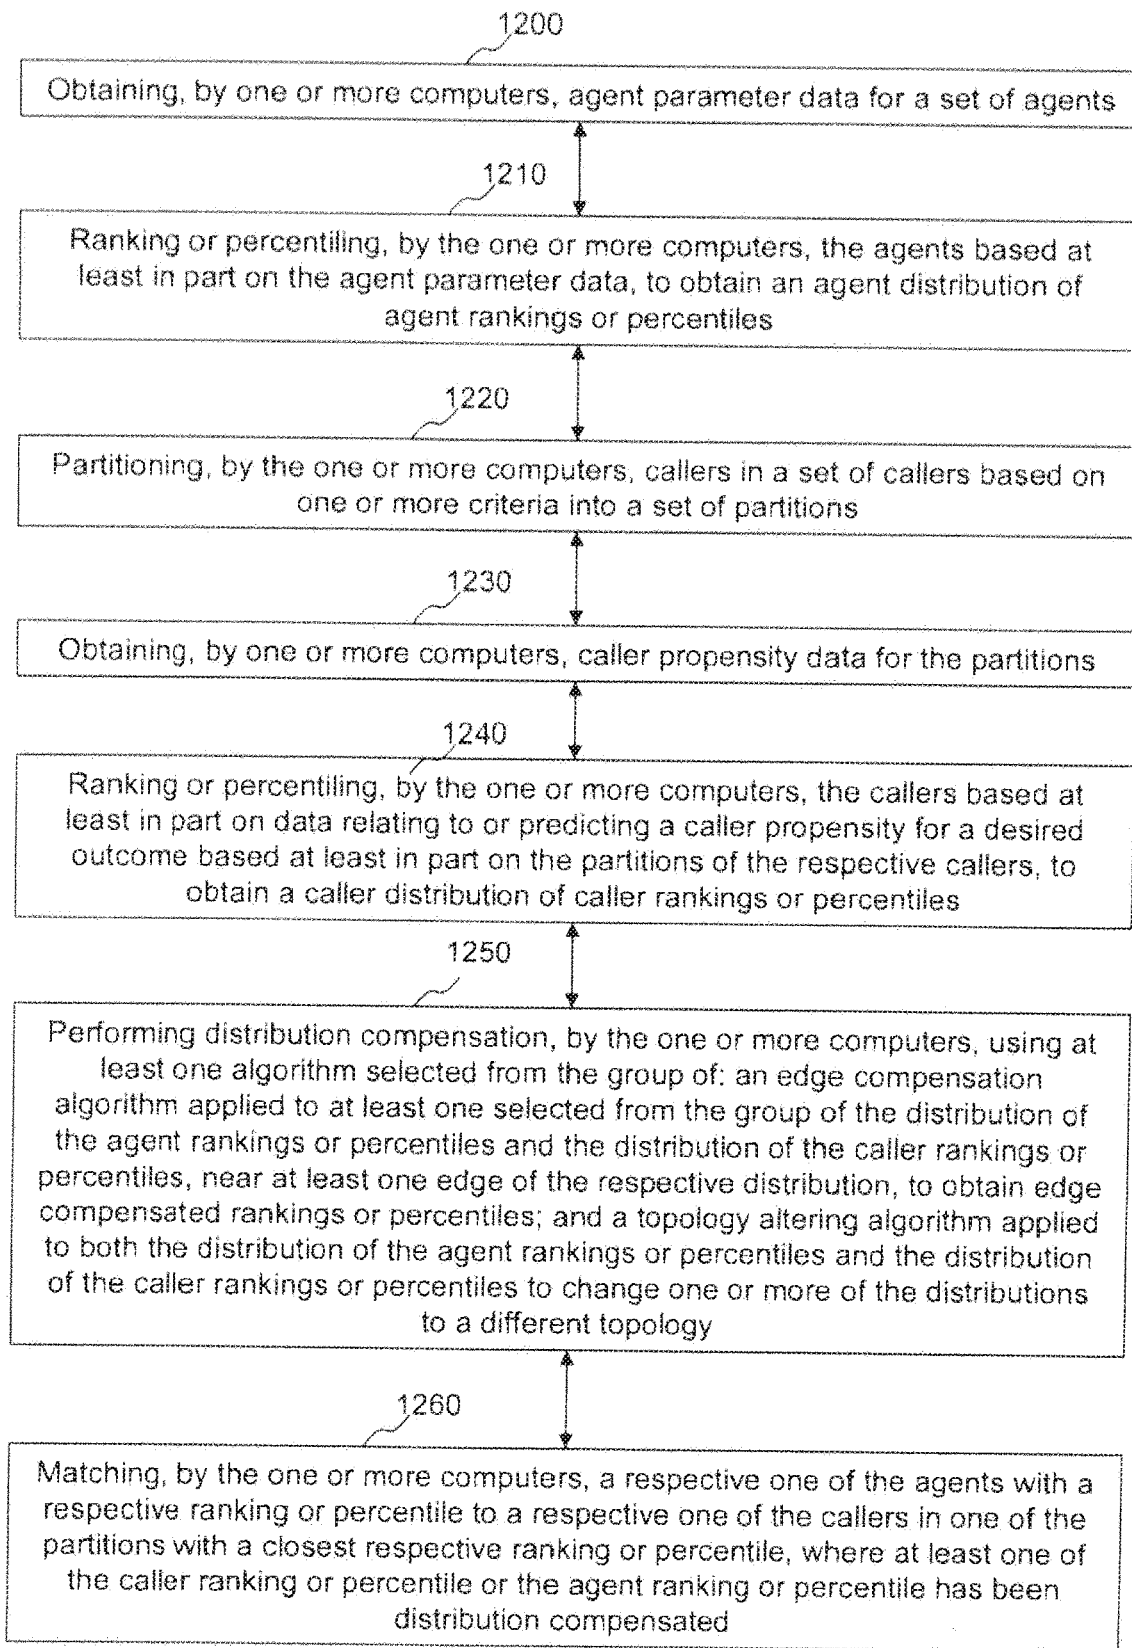 1200
Obtaining, by one or more computers, agent parameter data for a set of agents
1210
Ranking or percentiling, by the one or more computers, the agents based at
least in part on the agent parameter data, to obtain an agent distribution of
agent rankings or percentiles
1220
Partitioning, by the one or more computers, callers in a set of callers based on
one or more criteria into a set of partitions
1230
Obtaining, by one or more computers, caller propensity data for the partitions
1240
Ranking or percentiling, by the one or more computers, the callers based at
least in part on data relating to or predicting a caller propensity for a desired
outcome based at least in part on the partitions of the respective callers, to
obtain a caller distribution of caller rankings or percentiles
1250
Performing distribution compensation, by the one or more computers, using at
least one algorithm selected from the group of: an edge compensation
algorithm applied to at least one selected from the group of the distribution of
the agent rankings or percentiles and the distribution of the caller rankings or
percentiles, near at least one edge of the respective distribution, to obtain edge
compensated rankings or percentiles; and a topology altering algorithm applied
to both the distribution of the agent rankings or percentiles and the distribution
of the caller rankings or percentiles to change one or more of the distributions
to a different topology
1260
Matching, by the one or more computers, a respective one of the agents with a
respective ranking or percentile to a respective one of the callers in one of the
partitions with a closest respective ranking or percentile, where at least one of
the caller ranking or percentile or the agent ranking or percentile has been
distribution compensated